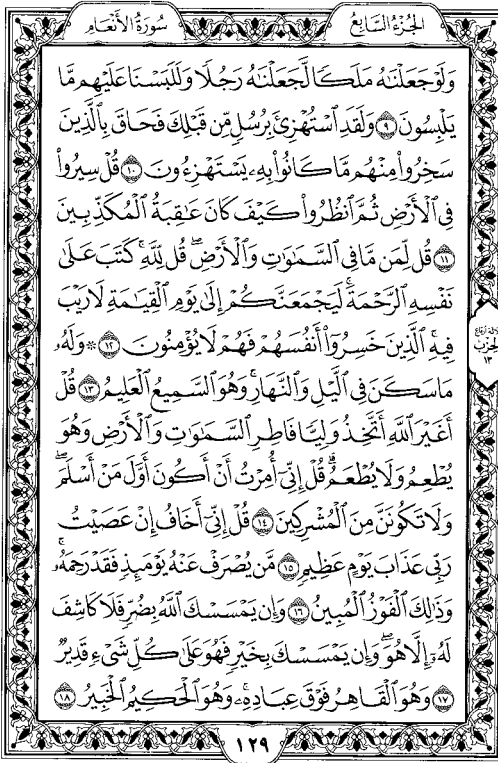 الجزء السابع
سورة الأنعام
وَلَوْ جَعَلْنَٰهُ مَلَكًا لَّجَعَلْنَٰهُ رَجُلًا وَلَلَبَسْنَا عَلَيْهِم مَّا
يَلْبِسُونَ ۝٩ وَلَقَدِ ٱسْتُهْزِئَ بِرُسُلٍ مِّن قَبْلِكَ فَحَاقَ بِٱلَّذِينَ
سَخِرُوا۟ مِنْهُم مَّا كَانُوا۟ بِهِۦ يَسْتَهْزِءُونَ ۝١٠ قُلْ سِيرُوا۟
فِى ٱلْأَرْضِ ثُمَّ ٱنظُرُوا۟ كَيْفَ كَانَ عَٰقِبَةُ ٱلْمُكَذِّبِينَ
۝١١ قُل لِّمَن مَّا فِى ٱلسَّمَٰوَٰتِ وَٱلْأَرْضِ ۖ قُل لِّلَّهِ ۚ كَتَبَ عَلَىٰ
نَفْسِهِ ٱلرَّحْمَةَ ۚ لَيَجْمَعَنَّكُمْ إِلَىٰ يَوْمِ ٱلْقِيَٰمَةِ لَا رَيْبَ
فِيهِ ۚ ٱلَّذِينَ خَسِرُوٓا۟ أَنفُسَهُمْ فَهُمْ لَا يُؤْمِنُونَ ۝١٢ ۞ وَلَهُۥ
مَا سَكَنَ فِى ٱلَّيْلِ وَٱلنَّهَارِ ۚ وَهُوَ ٱلسَّمِيعُ ٱلْعَلِيمُ ۝١٣ قُلْ
أَغَيْرَ ٱللَّهِ أَتَّخِذُ وَلِيًّا فَاطِرِ ٱلسَّمَٰوَٰتِ وَٱلْأَرْضِ وَهُوَ
يُطْعِمُ وَلَا يُطْعَمُ ۗ قُلْ إِنِّىٓ أُمِرْتُ أَنْ أَكُونَ أَوَّلَ مَنْ أَسْلَمَ ۖ
وَلَا تَكُونَنَّ مِنَ ٱلْمُشْرِكِينَ ۝١٤ قُلْ إِنِّىٓ أَخَافُ إِنْ عَصَيْتُ
رَبِّى عَذَابَ يَوْمٍ عَظِيمٍ ۝١٥ مَّن يُصْرَفْ عَنْهُ يَوْمَئِذٍ فَقَدْ رَحِمَهُۥ ۚ
وَذَٰلِكَ ٱلْفَوْزُ ٱلْمُبِينُ ۝١٦ وَإِن يَمْسَسْكَ ٱللَّهُ بِضُرٍّ فَلَا كَاشِفَ
لَهُۥٓ إِلَّا هُوَ ۖ وَإِن يَمْسَسْكَ بِخَيْرٍ فَهُوَ عَلَىٰ كُلِّ شَىْءٍ قَدِيرٌ
۝١٧ وَهُوَ ٱلْقَاهِرُ فَوْقَ عِبَادِهِۦ ۚ وَهُوَ ٱلْحَكِيمُ ٱلْخَبِيرُ ۝١٨
الحزب
١٣
١٢٩